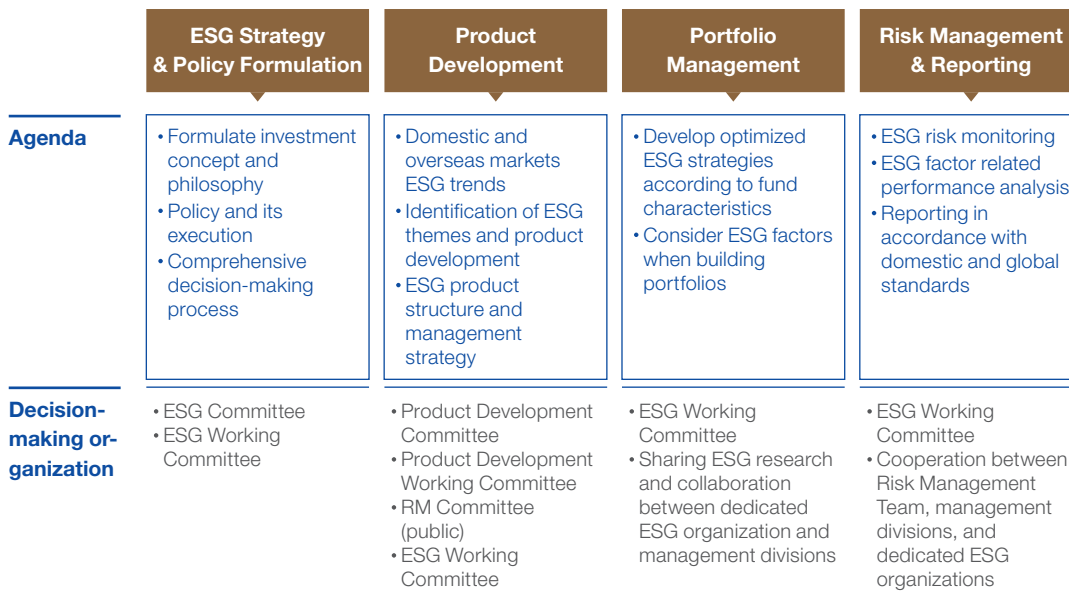 ESG Strategy
& Policy Formulation
Product
Development
Portfolio
Management
Risk Management
& Reporting
Agenda
• Formulate investment
concept and
philosophy
• Policy and its
execution
• Comprehensive
decision-making
process
• Domestic and
overseas markets
ESG trends
• Identification of ESG
themes and product
development
• ESG product
structure and
management
strategy
• Develop optimized
ESG strategies
according to fund
characteristics
• Consider ESG factors
when building
portfolios
• ESG risk monitoring
• ESG factor related
performance analysis
• Reporting in
accordance with
domestic and global
standards
Decision-
making or-
ganization
• ESG Committee
• ESG Working
Committee
• Product Development
Committee
• Product Development
Working Committee
• RM Committee
(public)
• ESG Working
Committee
• ESG Working
Committee
• Sharing ESG research
and collaboration
between dedicated
ESG organization and
management divisions
• ESG Working
Committee
• Cooperation between
Risk Management
Team, management
divisions, and
dedicated ESG
organizations